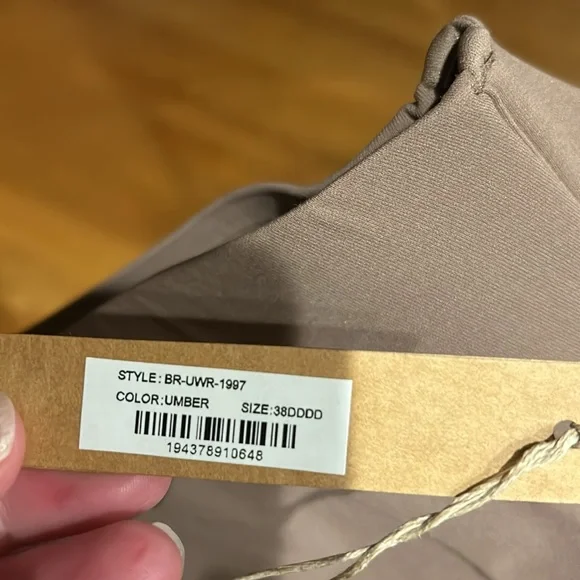 STYLE: BR-UWR-1997
COLOR:UMBER SIZE:38DDDD
194378910648